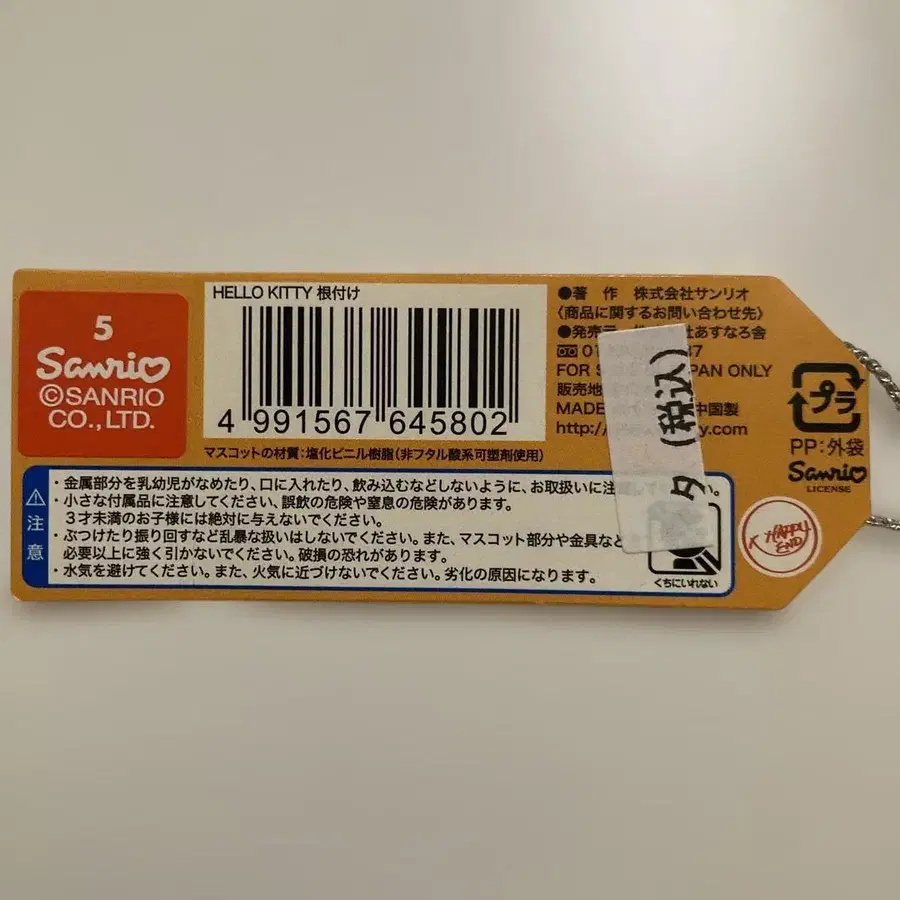 5
Sanrio
©SANRIO
CO.,LTD.
HELLO KITTY 根付け
4 991567 645802
マスコットの材質:塩化ビニル樹脂(非フタル酸系可塑剤使用)
●著 作 株式会社サンリオ
〈商品に関するお問い合わせ先〉
●発売元 あすなろ舎
FOR PAN ONLY
販売地
MADE 中国製
http:// .com
(税込)
プラ
PP:外袋
Sanrio
LICENSE
HAPPY
END
注意
・金属部分を乳幼児がなめたり、口に入れたり、飲み込むなどしないように、お取扱いに注 さい。
・小さな付属品に注意してください。誤飲の危険や窒息の危険があります。
3才未満のお子様には絶対に与えないでください。
・ぶつけたり振り回すなど乱暴な扱いはしないでください。また、マスコット部分や金具など
必要以上に強く引かないでください。破損の恐れがあります。
・水気を避けてください。また、火気に近づけないでください。劣化の原因になります。
くちにいれない